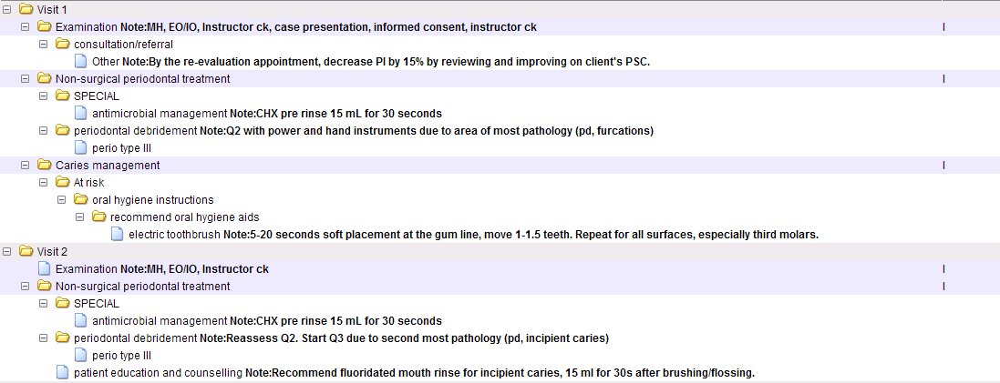 Visit 1
Examination Note:MH, EO/IO, Instructor ck, case presentation, informed consent, instructor ck I
consultation/referral
Other Note:By the re-evaluation appointment, decrease PI by 15% by reviewing and improving on client's PSC.
Non-surgical periodontal treatment I
SPECIAL
antimicrobial management Note:CHX pre rinse 15 mL for 30 seconds
periodontal debridement Note:Q2 with power and hand instruments due to area of most pathology (pd, furcations)
perio type III
Caries management I
At risk
oral hygiene instructions
recommend oral hygiene aids
electric toothbrush Note:5-20 seconds soft placement at the gum line, move 1-1.5 teeth. Repeat for all surfaces, especially third molars.
Visit 2
Examination Note:MH, EO/IO, Instructor ck I
Non-surgical periodontal treatment I
SPECIAL
antimicrobial management Note:CHX pre rinse 15 mL for 30 seconds
periodontal debridement Note:Reassess Q2. Start Q3 due to second most pathology (pd, incipient caries)
perio type III
patient education and counselling Note:Recommend fluoridated mouth rinse for incipient caries, 15 ml for 30s after brushing/flossing.